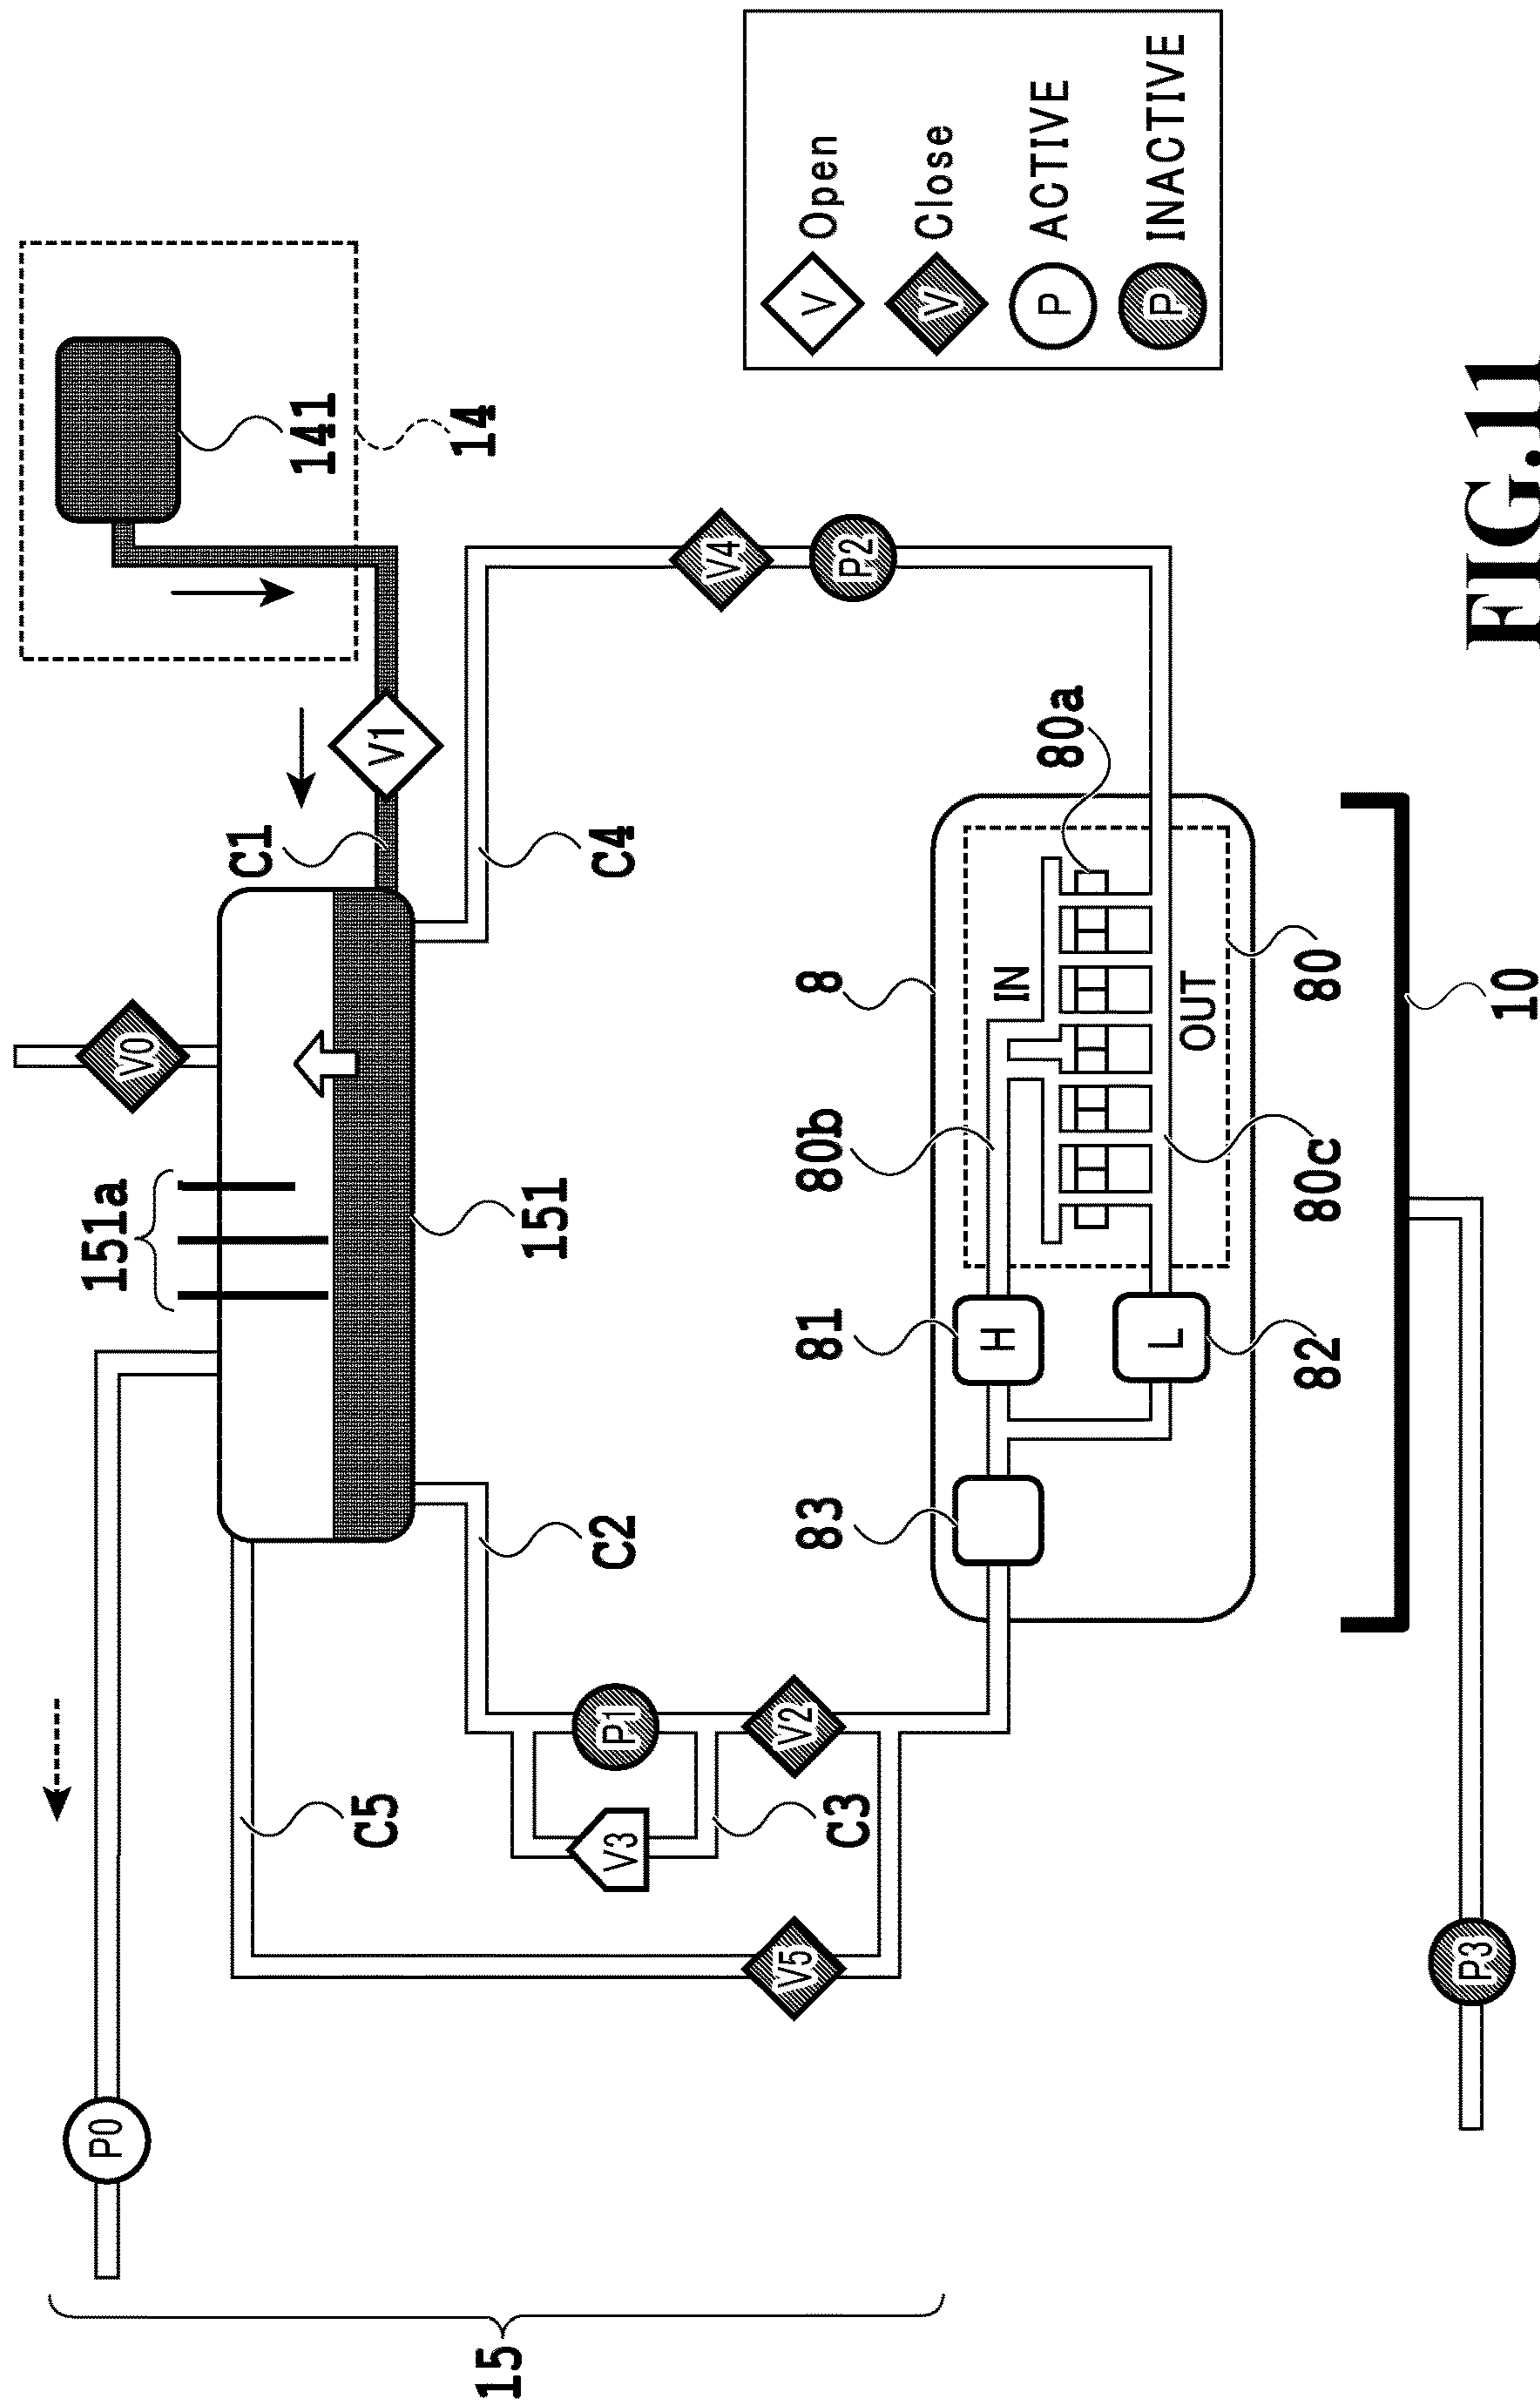 15
P0
C5
V5
V3
C3
P1
V2
C2
151a
151
V0
C1
V1
141
14
C4
V4
P2
83
81
H
L
82
80b
8
IN
OUT
80a
80
80c
10
P3
V Open
V Close
P ACTIVE
P INACTIVE
FIG.11